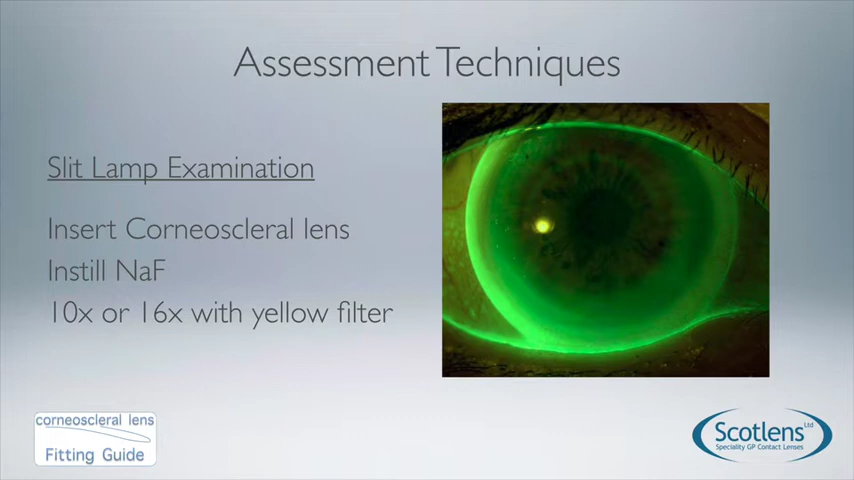 Assessment Techniques
Slit Lamp Examination
Insert Corneoscleral lens
Instill NaF
10x or 16x with yellow filter
corneoscleral lens
Fitting Guide
Scotlens Ltd
Speciality GP Contact Lenses